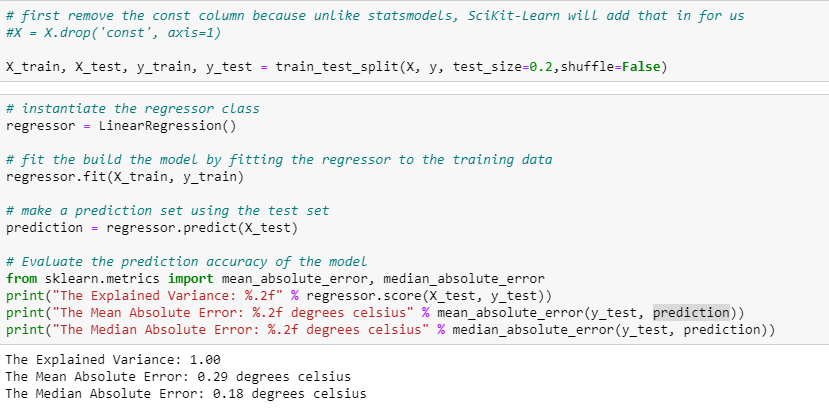 # first remove the const column because unlike statsmodels, SciKit-Learn will add that in for us
#X = X.drop('const', axis=1)
X_train, X_test, y_train, y_test = train_test_split(X, y, test_size=0.2,shuffle=False)
# instantiate the regressor class
regressor = LinearRegression()
# fit the build the model by fitting the regressor to the training data
regressor.fit(X_train, y_train)
# make a prediction set using the test set
prediction = regressor.predict(X_test)
# Evaluate the prediction accuracy of the model
from sklearn.metrics import mean_absolute_error, median_absolute_error
print("The Explained Variance: %.2f" % regressor.score(X_test, y_test))
print("The Mean Absolute Error: %.2f degrees celsius" % mean_absolute_error(y_test, prediction))
print("The Median Absolute Error: %.2f degrees celsius" % median_absolute_error(y_test, prediction))
The Explained Variance: 1.00
The Mean Absolute Error: 0.29 degrees celsius
The Median Absolute Error: 0.18 degrees celsius